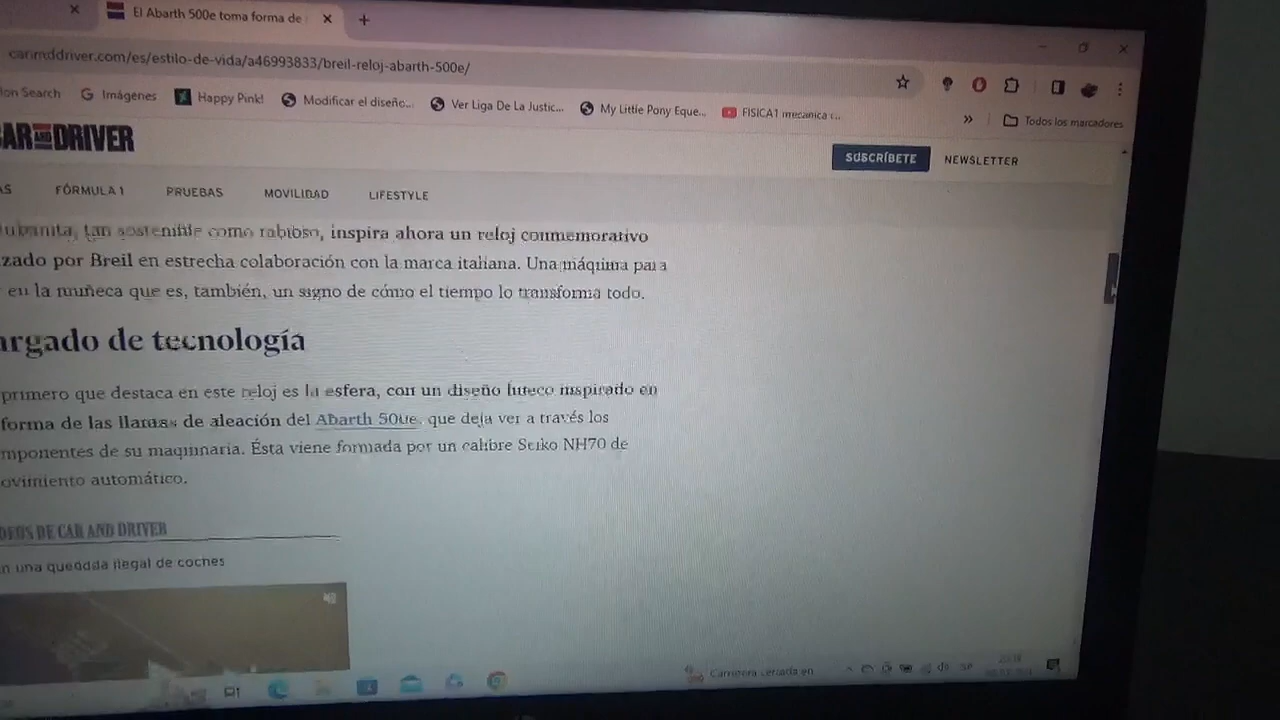 El Abarth 500e toma forma de
caranddriver.com/es/estilo-de-vida/a46993833/breil-reloj-abarth-500e/
ion Search Imágenes Happy Pink! Modificar el diseño... Ver Liga De La Justic... My Little Pony Eque... FISICA1 mecanica c... » Todos los marcadores
CAR AND DRIVER
SUSCRÍBETE NEWSLETTER
AS FÓRMULA 1 PRUEBAS MOVILIDAD LIFESTYLE
urbanita, tan sostenible como rabioso, inspira ahora un reloj conmemorativo
zado por Breil en estrecha colaboración con la marca italiana. Una máquina para
en la muñeca que es, también, un signo de cómo el tiempo lo transforma todo.
argado de tecnología
primero que destaca en este reloj es la esfera, con un diseño hueco inspirado en
forma de las llantas de aleación del Abarth 500e, que deja ver a través los
mponentes de su maquinaria. Ésta viene formada por un calibre Seiko NH70 de
ovimiento automático.
DEOS DE CAR AND DRIVER
n una quedada ilegal de coches
Carretera cerrada en